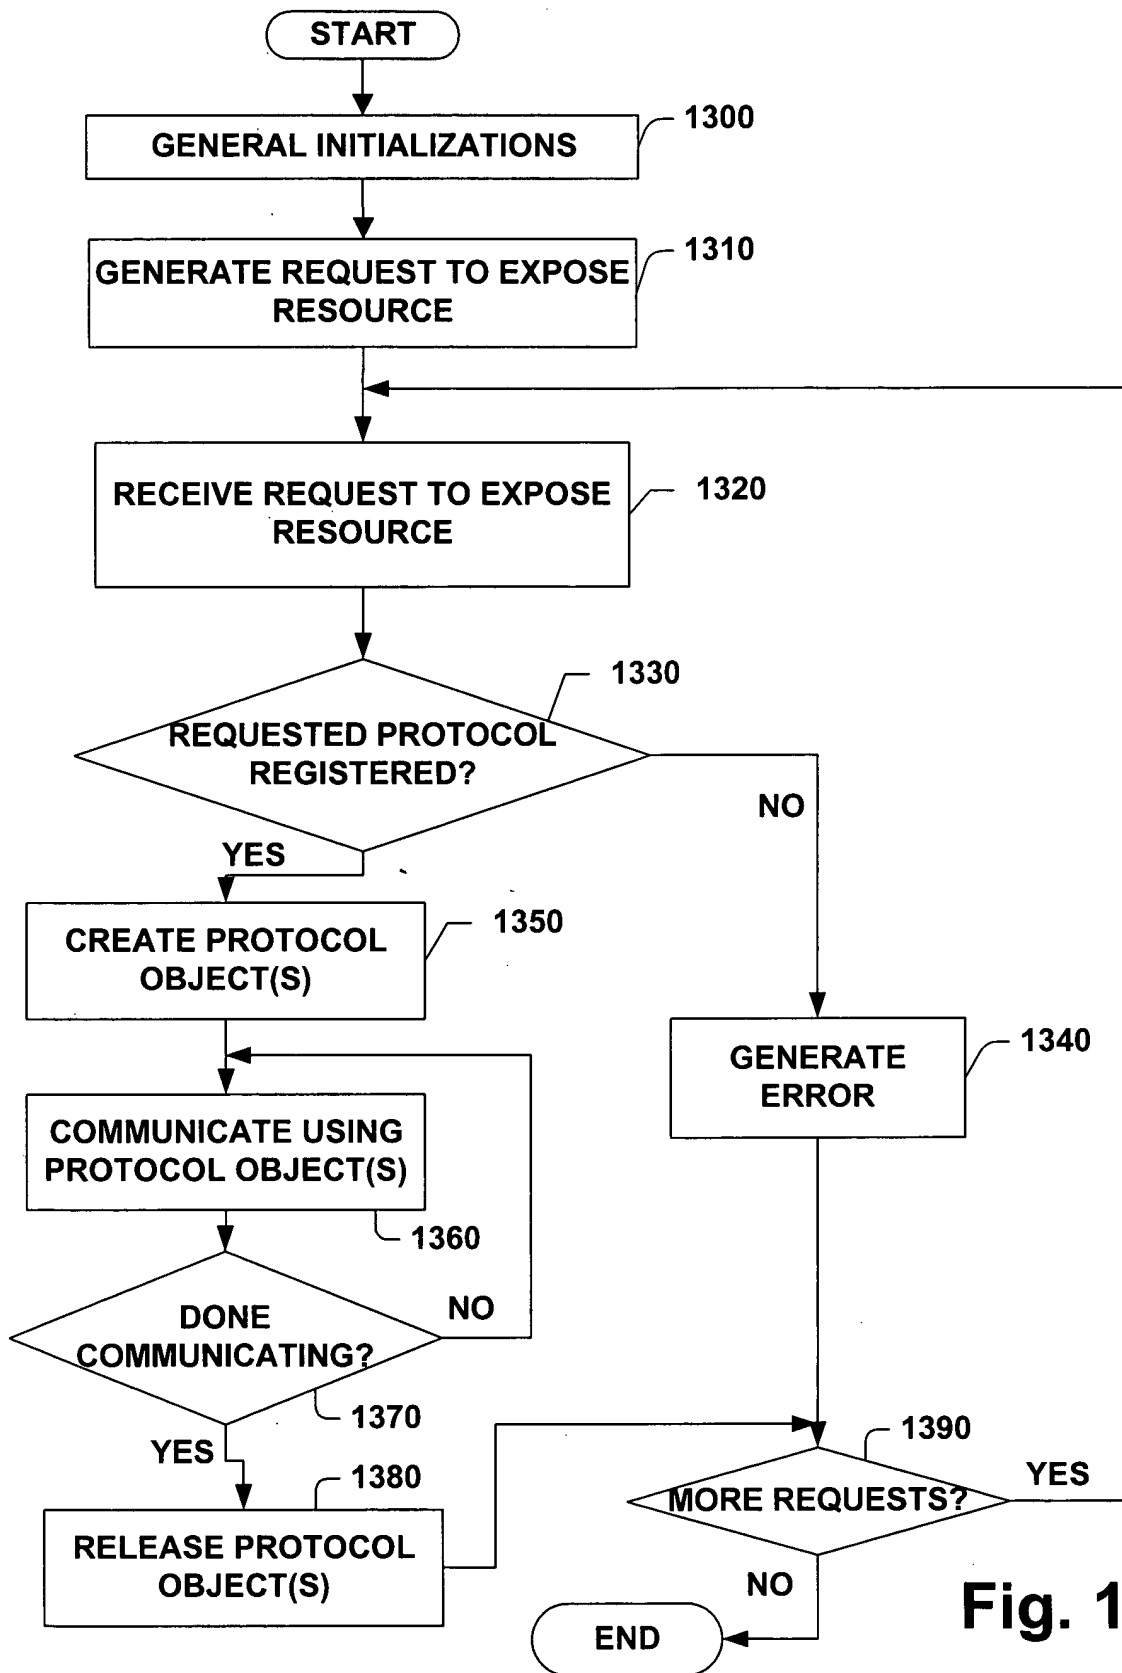 START
GENERAL INITIALIZATIONS
1300
GENERATE REQUEST TO EXPOSE
RESOURCE
1310
RECEIVE REQUEST TO EXPOSE
RESOURCE
1320
REQUESTED PROTOCOL
REGISTERED?
1330
NO
YES
CREATE PROTOCOL
OBJECT(S)
1350
GENERATE
ERROR
1340
COMMUNICATE USING
PROTOCOL OBJECT(S)
1360
DONE
COMMUNICATING?
NO
1370
YES
1380
RELEASE PROTOCOL
OBJECT(S)
1390
MORE REQUESTS?
YES
NO
END
Fig. 1